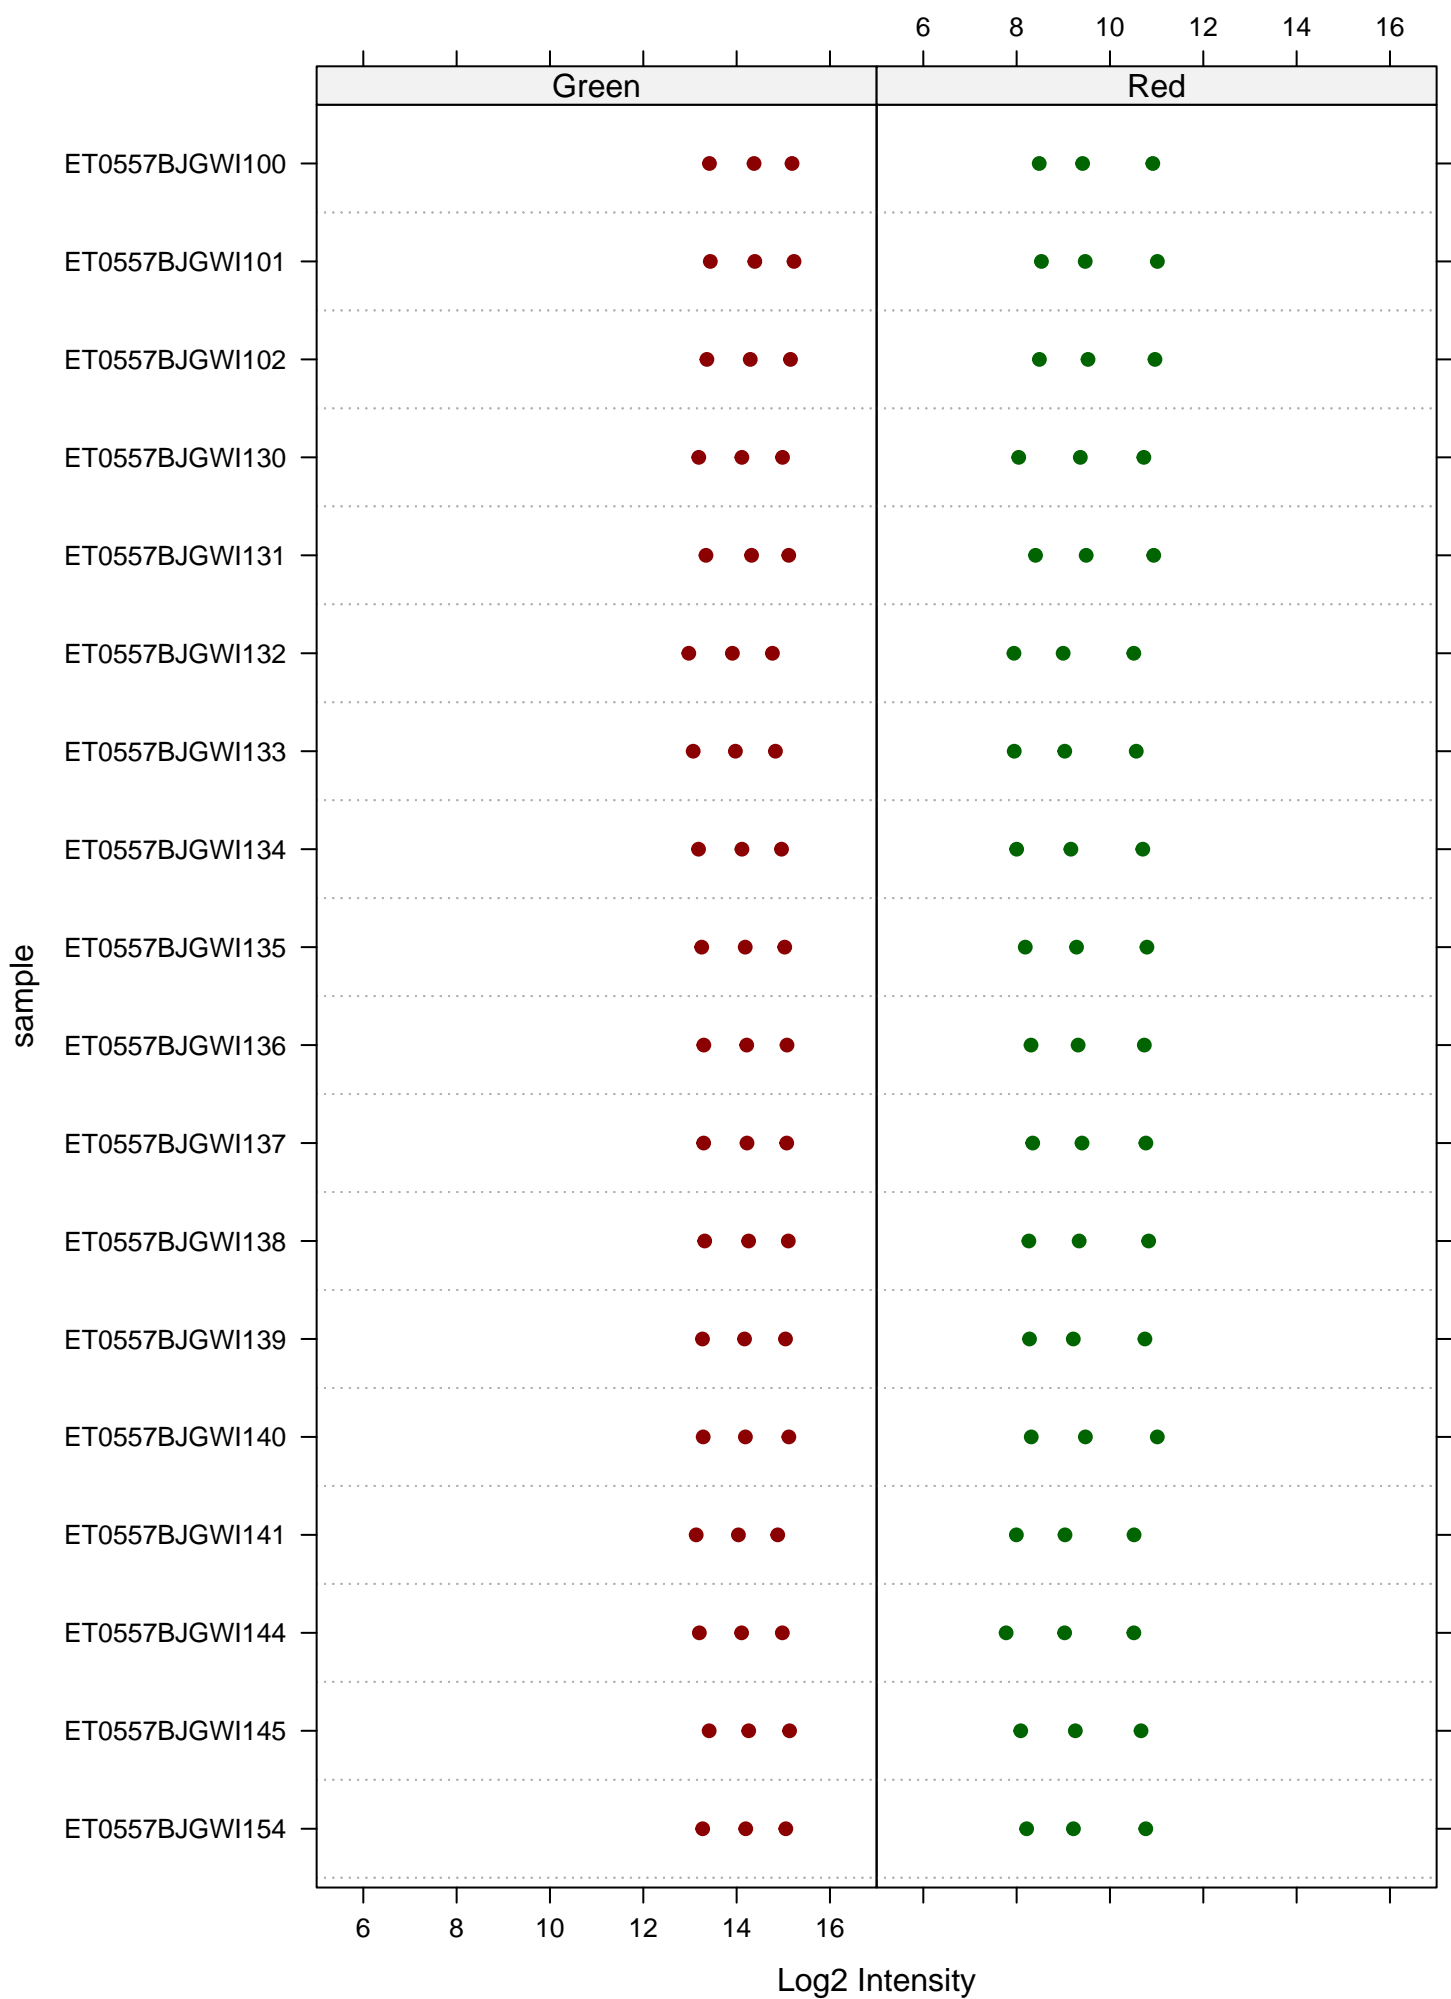 6 8 10 12 14 16
Green Red
ET0557BJGWI100
ET0557BJGWI101
ET0557BJGWI102
ET0557BJGWI130
ET0557BJGWI131
ET0557BJGWI132
ET0557BJGWI133
ET0557BJGWI134
ET0557BJGWI135
sample
ET0557BJGWI136
ET0557BJGWI137
ET0557BJGWI138
ET0557BJGWI139
ET0557BJGWI140
ET0557BJGWI141
ET0557BJGWI144
ET0557BJGWI145
ET0557BJGWI154
6 8 10 12 14 16
Log2 Intensity